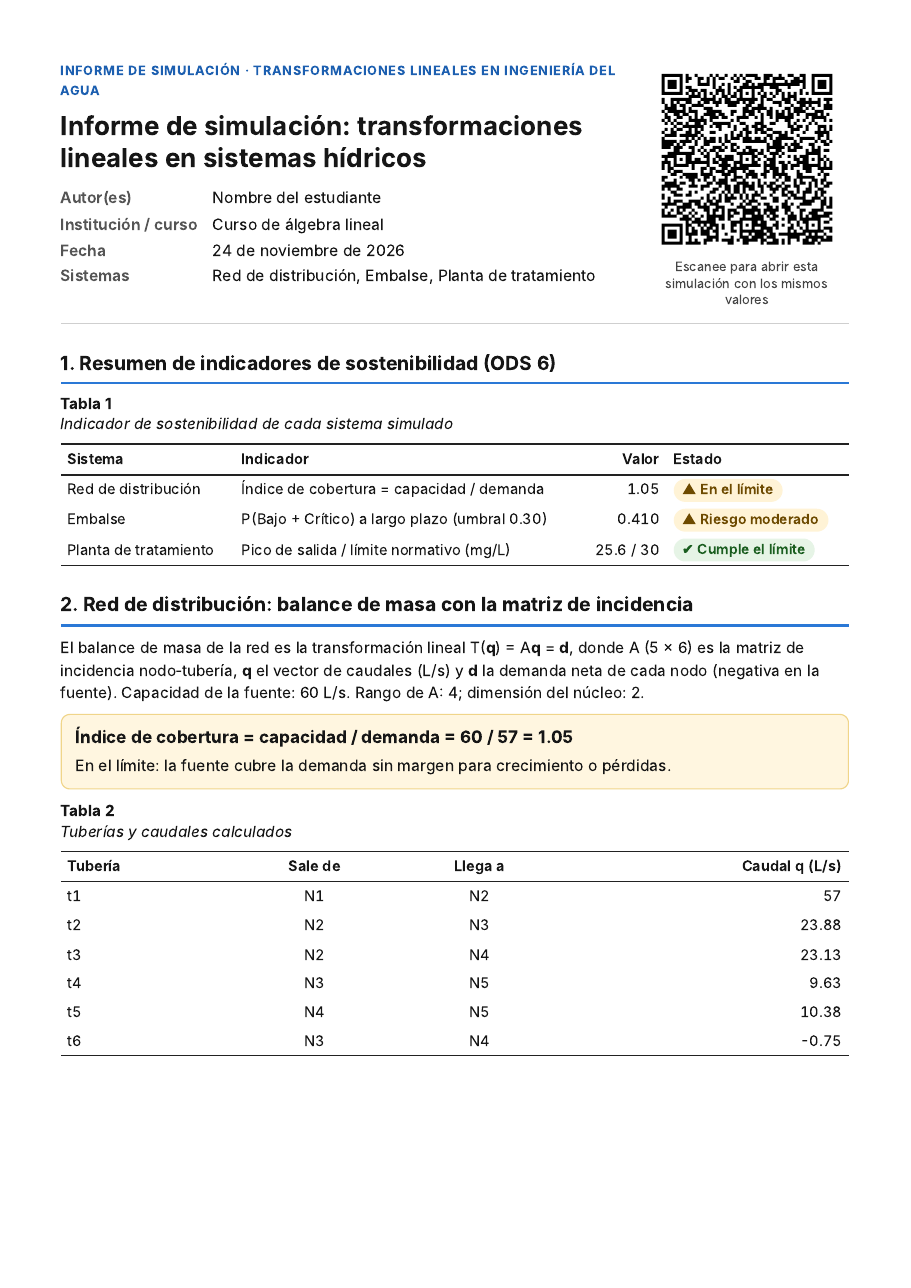 INFORME DE SIMULACIÓN · TRANSFORMACIONES LINEALES EN INGENIERÍA DEL
AGUA
Informe de simulación: transformaciones
lineales en sistemas hídricos
Autor(es) Nombre del estudiante
Institución / curso Curso de álgebra lineal
Fecha 24 de noviembre de 2026
Sistemas Red de distribución, Embalse, Planta de tratamiento
Escanee para abrir esta
simulación con los mismos
valores
1. Resumen de indicadores de sostenibilidad (ODS 6)
Tabla 1
Indicador de sostenibilidad de cada sistema simulado
Sistema Indicador Valor Estado
Red de distribución Índice de cobertura = capacidad / demanda 1.05 ▲ En el límite
Embalse P(Bajo + Crítico) a largo plazo (umbral 0.30) 0.410 ▲ Riesgo moderado
Planta de tratamiento Pico de salida / límite normativo (mg/L) 25.6 / 30 ✔ Cumple el límite
2. Red de distribución: balance de masa con la matriz de incidencia
El balance de masa de la red es la transformación lineal T(q) = Aq = d, donde A (5 × 6) es la matriz de
incidencia nodo-tubería, q el vector de caudales (L/s) y d la demanda neta de cada nodo (negativa en la
fuente). Capacidad de la fuente: 60 L/s. Rango de A: 4; dimensión del núcleo: 2.
Índice de cobertura = capacidad / demanda = 60 / 57 = 1.05
En el límite: la fuente cubre la demanda sin margen para crecimiento o pérdidas.
Tabla 2
Tuberías y caudales calculados
Tubería Sale de Llega a Caudal q (L/s)
t1 N1 N2 57
t2 N2 N3 23.88
t3 N2 N4 23.13
t4 N3 N5 9.63
t5 N4 N5 10.38
t6 N3 N4 -0.75